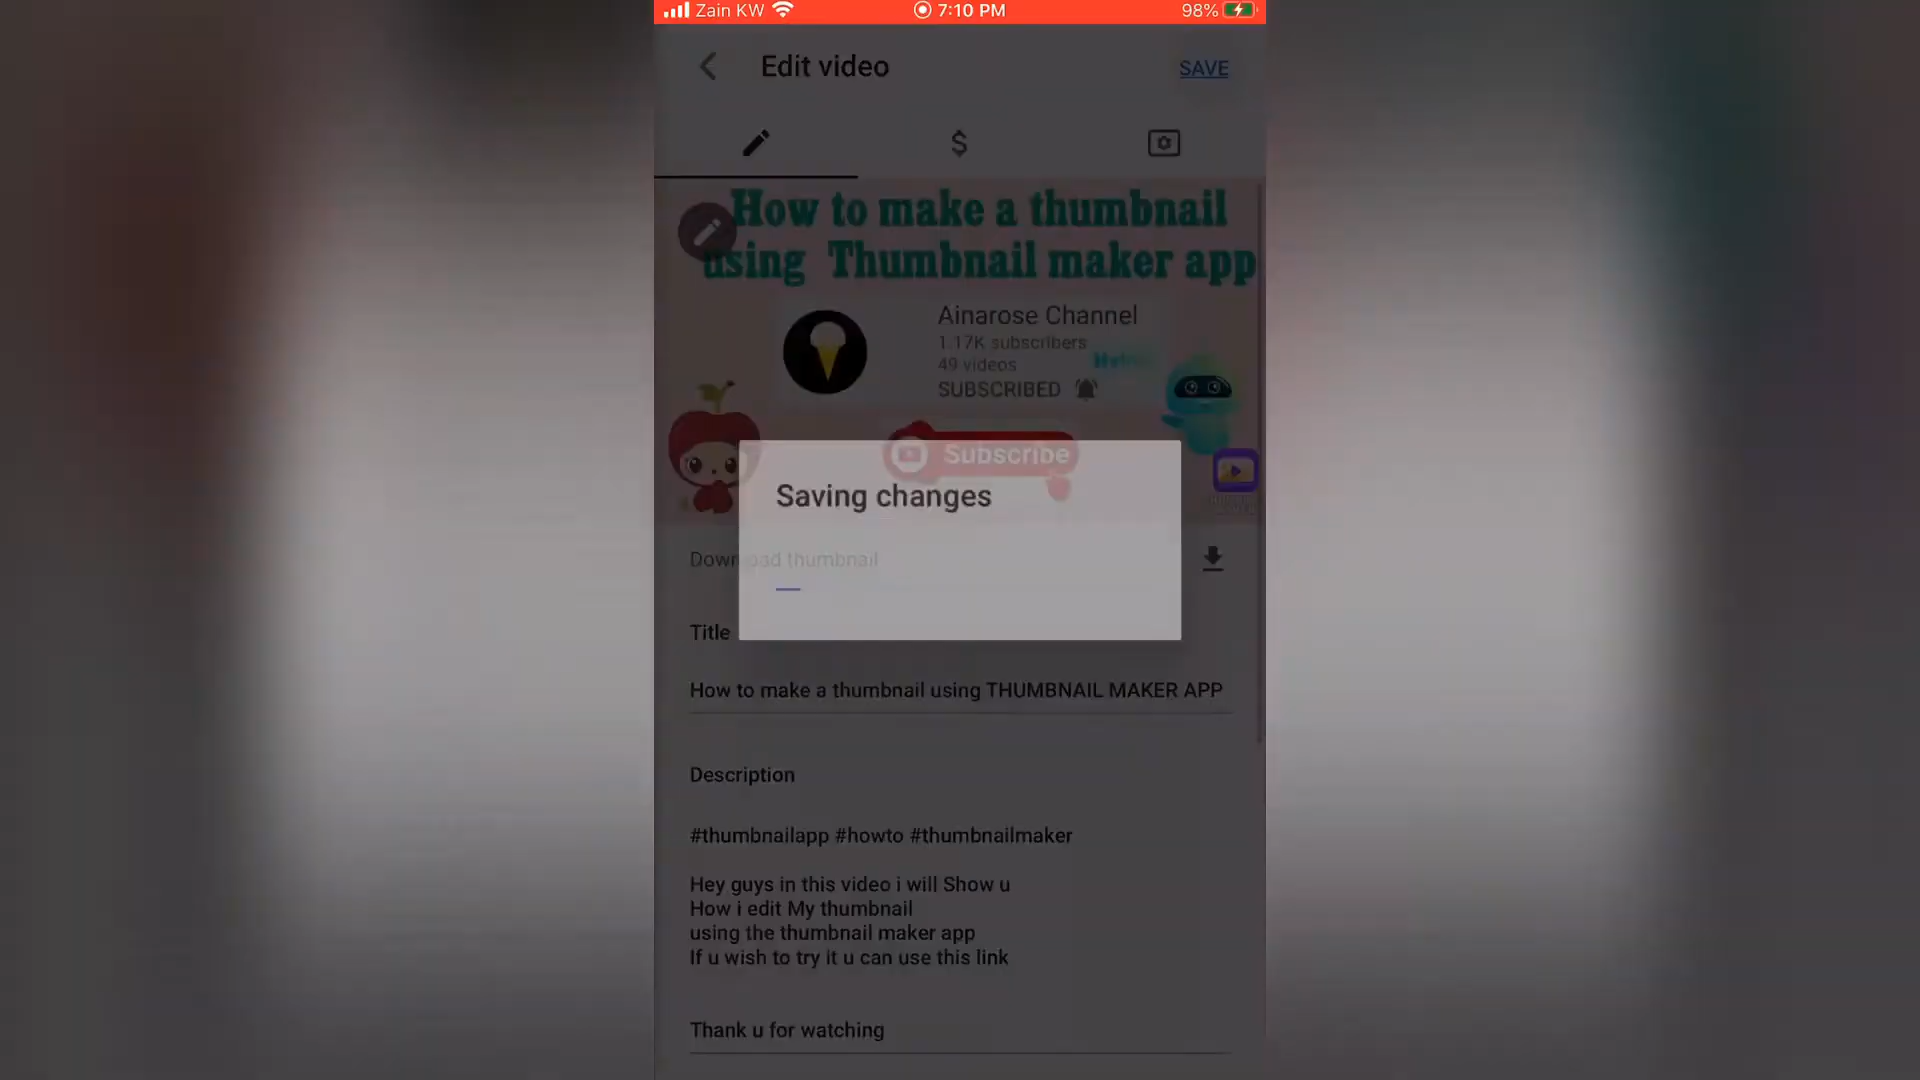 Zain KW
7:10 PM
98%
Edit video
SAVE
How to make a thumbnail
using Thumbnail maker app
Ainarose Channel
1.17K subscribers
49 videos
SUBSCRIBED
Subscribe
Saving changes
Download thumbnail
Title
How to make a thumbnail using THUMBNAIL MAKER APP
Description
#thumbnailapp #howto #thumbnailmaker
Hey guys in this video i will Show u
How i edit My thumbnail
using the thumbnail maker app
If u wish to try it u can use this link
Thank u for watching